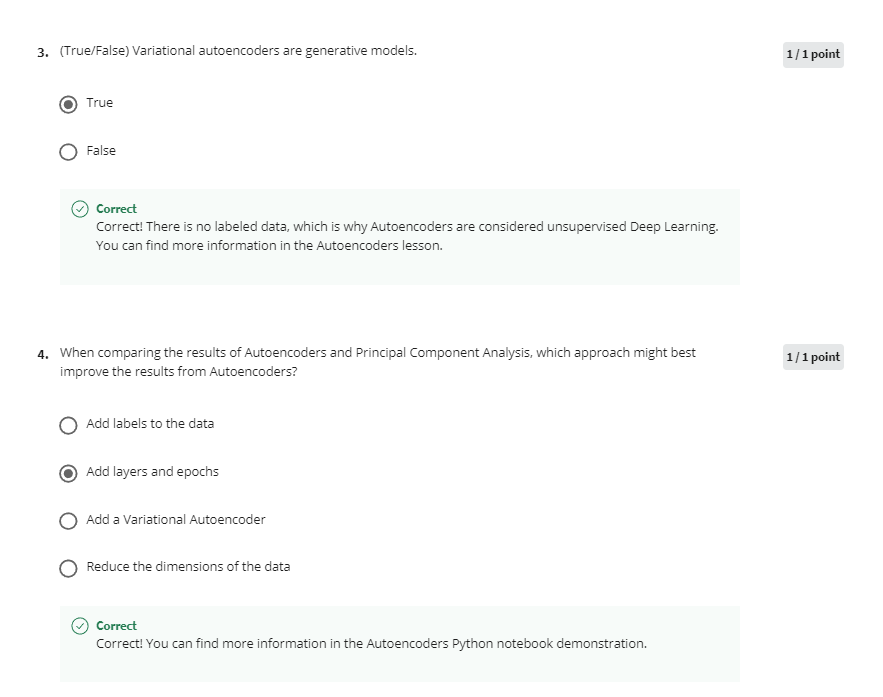 3. (True/False) Variational autoencoders are generative models.
1 / 1 point
True
False
Correct
Correct! There is no labeled data, which is why Autoencoders are considered unsupervised Deep Learning.
You can find more information in the Autoencoders lesson.
4. When comparing the results of Autoencoders and Principal Component Analysis, which approach might best
improve the results from Autoencoders?
1 / 1 point
Add labels to the data
Add layers and epochs
Add a Variational Autoencoder
Reduce the dimensions of the data
Correct
Correct! You can find more information in the Autoencoders Python notebook demonstration.